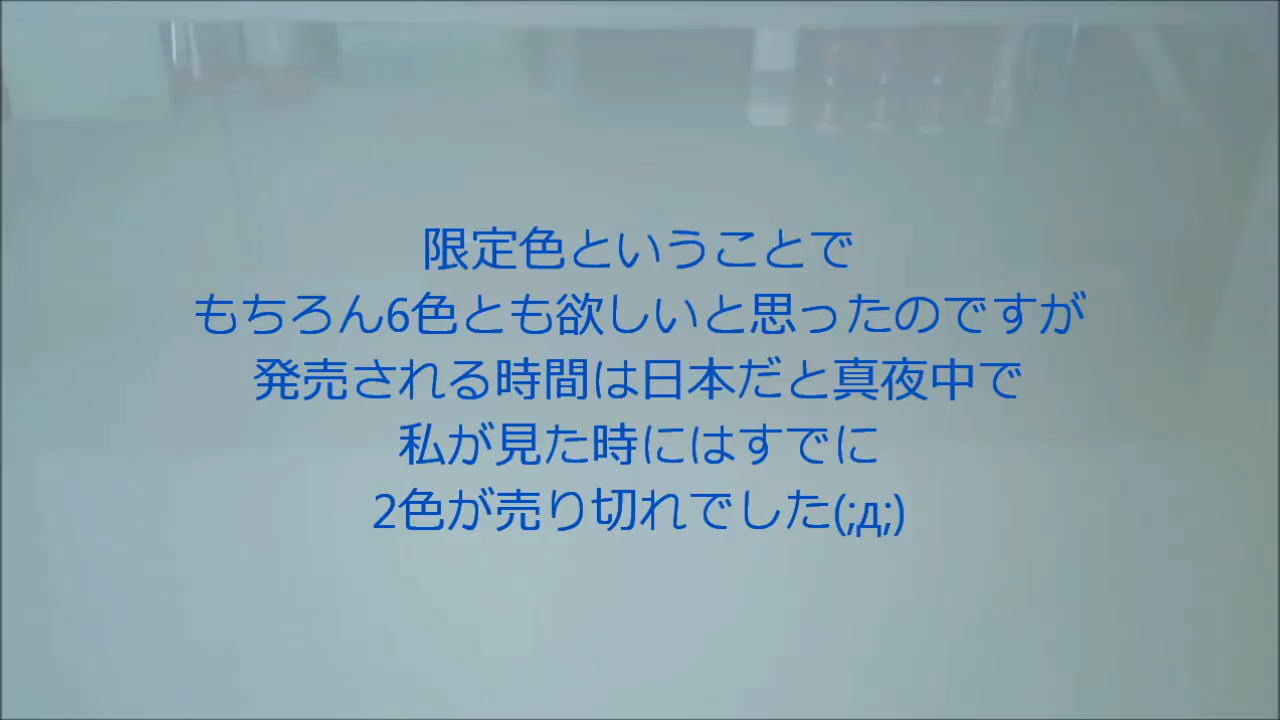 限定色ということで
もちろん6色とも欲しいと思ったのですが
発売される時間は日本だと真夜中で
私が見た時にはすでに
2色が売り切れでした(;д;)